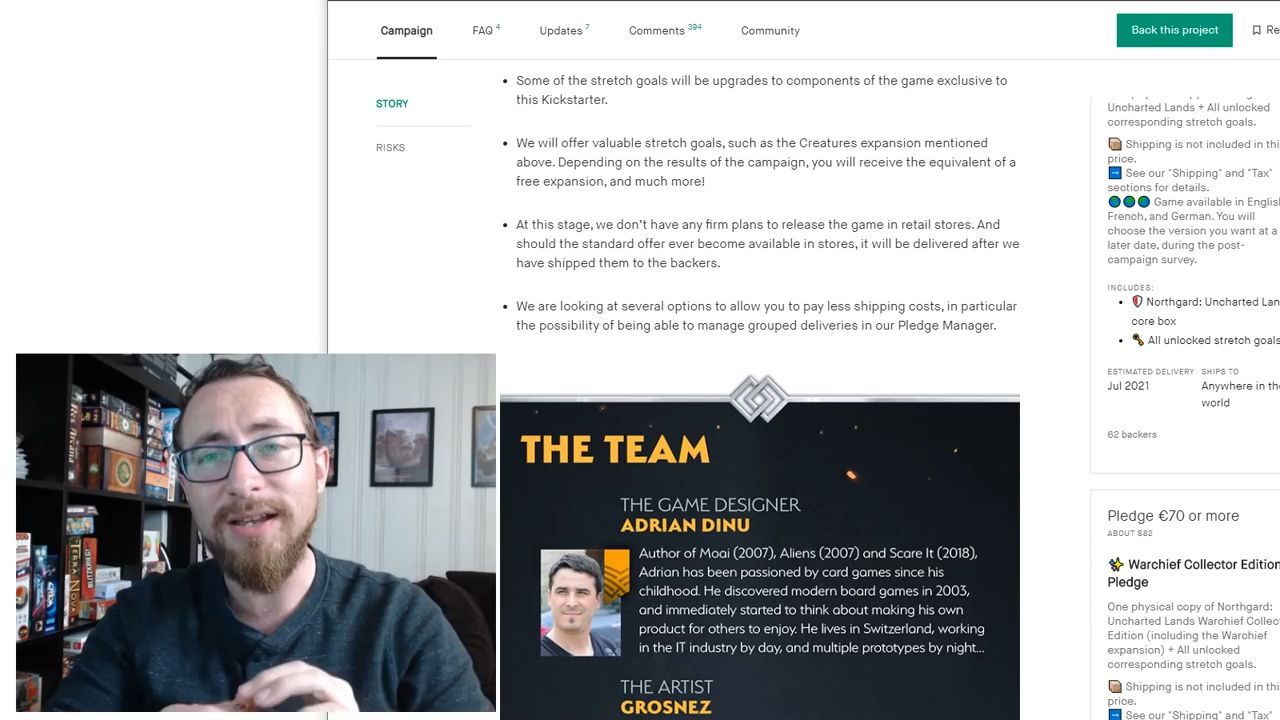 Campaign
FAQ 4
Updates 7
Comments 394
Community
Back this project
Re
STORY
RISKS
Some of the stretch goals will be upgrades to components of the game exclusive to
this Kickstarter.
We will offer valuable stretch goals, such as the Creatures expansion mentioned
above. Depending on the results of the campaign, you will receive the equivalent of a
free expansion, and much more!
At this stage, we don't have any firm plans to release the game in retail stores. And
should the standard offer ever become available in stores, it will be delivered after we
have shipped them to the backers.
We are looking at several options to allow you to pay less shipping costs, in particular
the possibility of being able to manage grouped deliveries in our Pledge Manager.
THE TEAM
THE GAME DESIGNER
ADRIAN DINU
Author of Moai (2007), Aliens (2007) and Scare It (2018),
Adrian has been passioned by card games since his
childhood. He discovered modern board games in 2003,
and immediately started to think about making his own
product for others to enjoy. He lives in Switzerland, working
in the IT industry by day, and multiple prototypes by night...
THE ARTIST
GROSNEZ
Uncharted Lands + All unlocked
corresponding stretch goals.
Shipping is not included in thi
price.
See our "Shipping" and "Tax"
sections for details.
Game available in English
French, and German. You will
choose the version you want at a
later date, during the post-
campaign survey.
INCLUDES:
Northgard: Uncharted Lan
core box
All unlocked stretch goals
ESTIMATED DELIVERY
Jul 2021
SHIPS TO
Anywhere in the
world
62 backers
Pledge €70 or more
ABOUT $82
Warchief Collector Edition
Pledge
One physical copy of Northgard:
Uncharted Lands Warchief Collec
Edition (including the Warchief
expansion) + All unlocked
corresponding stretch goals.
Shipping is not included in thi
price.
See our "Shipping" and "Tax"
TERRA NOVA
BLITZKRIEG